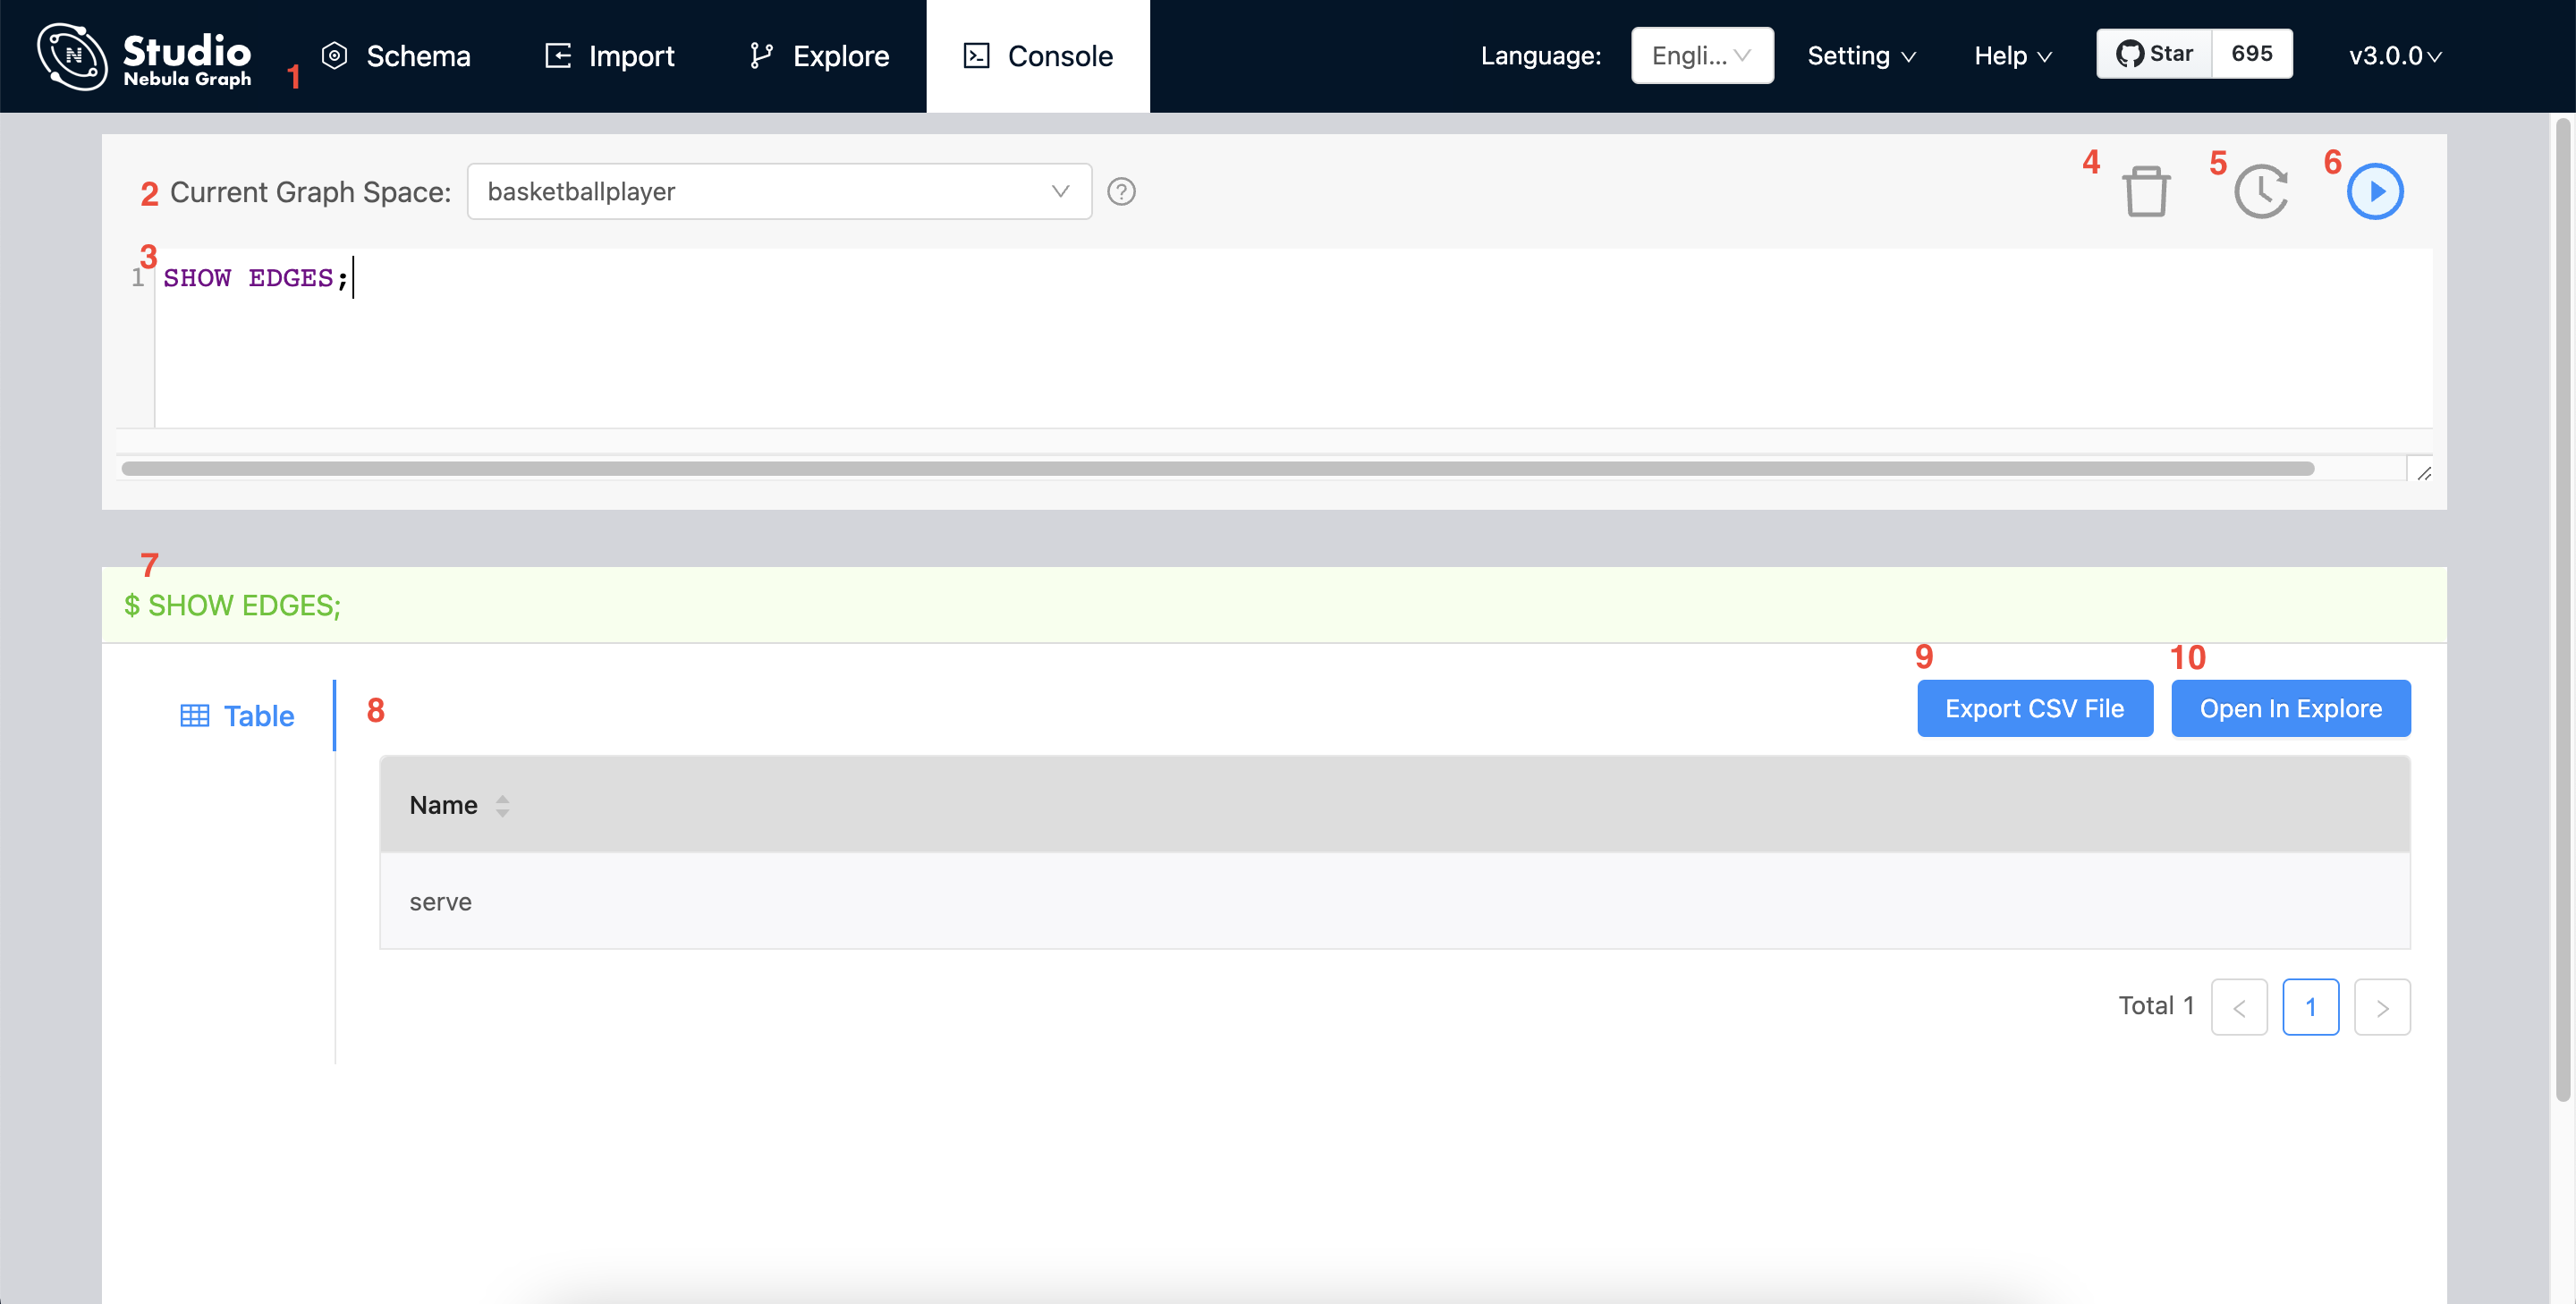 Studio
Nebula Graph
1
Schema
Import
Explore
Console
Language:
Engli...
Setting
Help
Star
695
v3.0.0
2 Current Graph Space:
basketballplayer
4
5
6
3
1 SHOW EDGES;
7
$ SHOW EDGES;
Table
8
9
Export CSV File
10
Open In Explore
Name
serve
Total 1
1